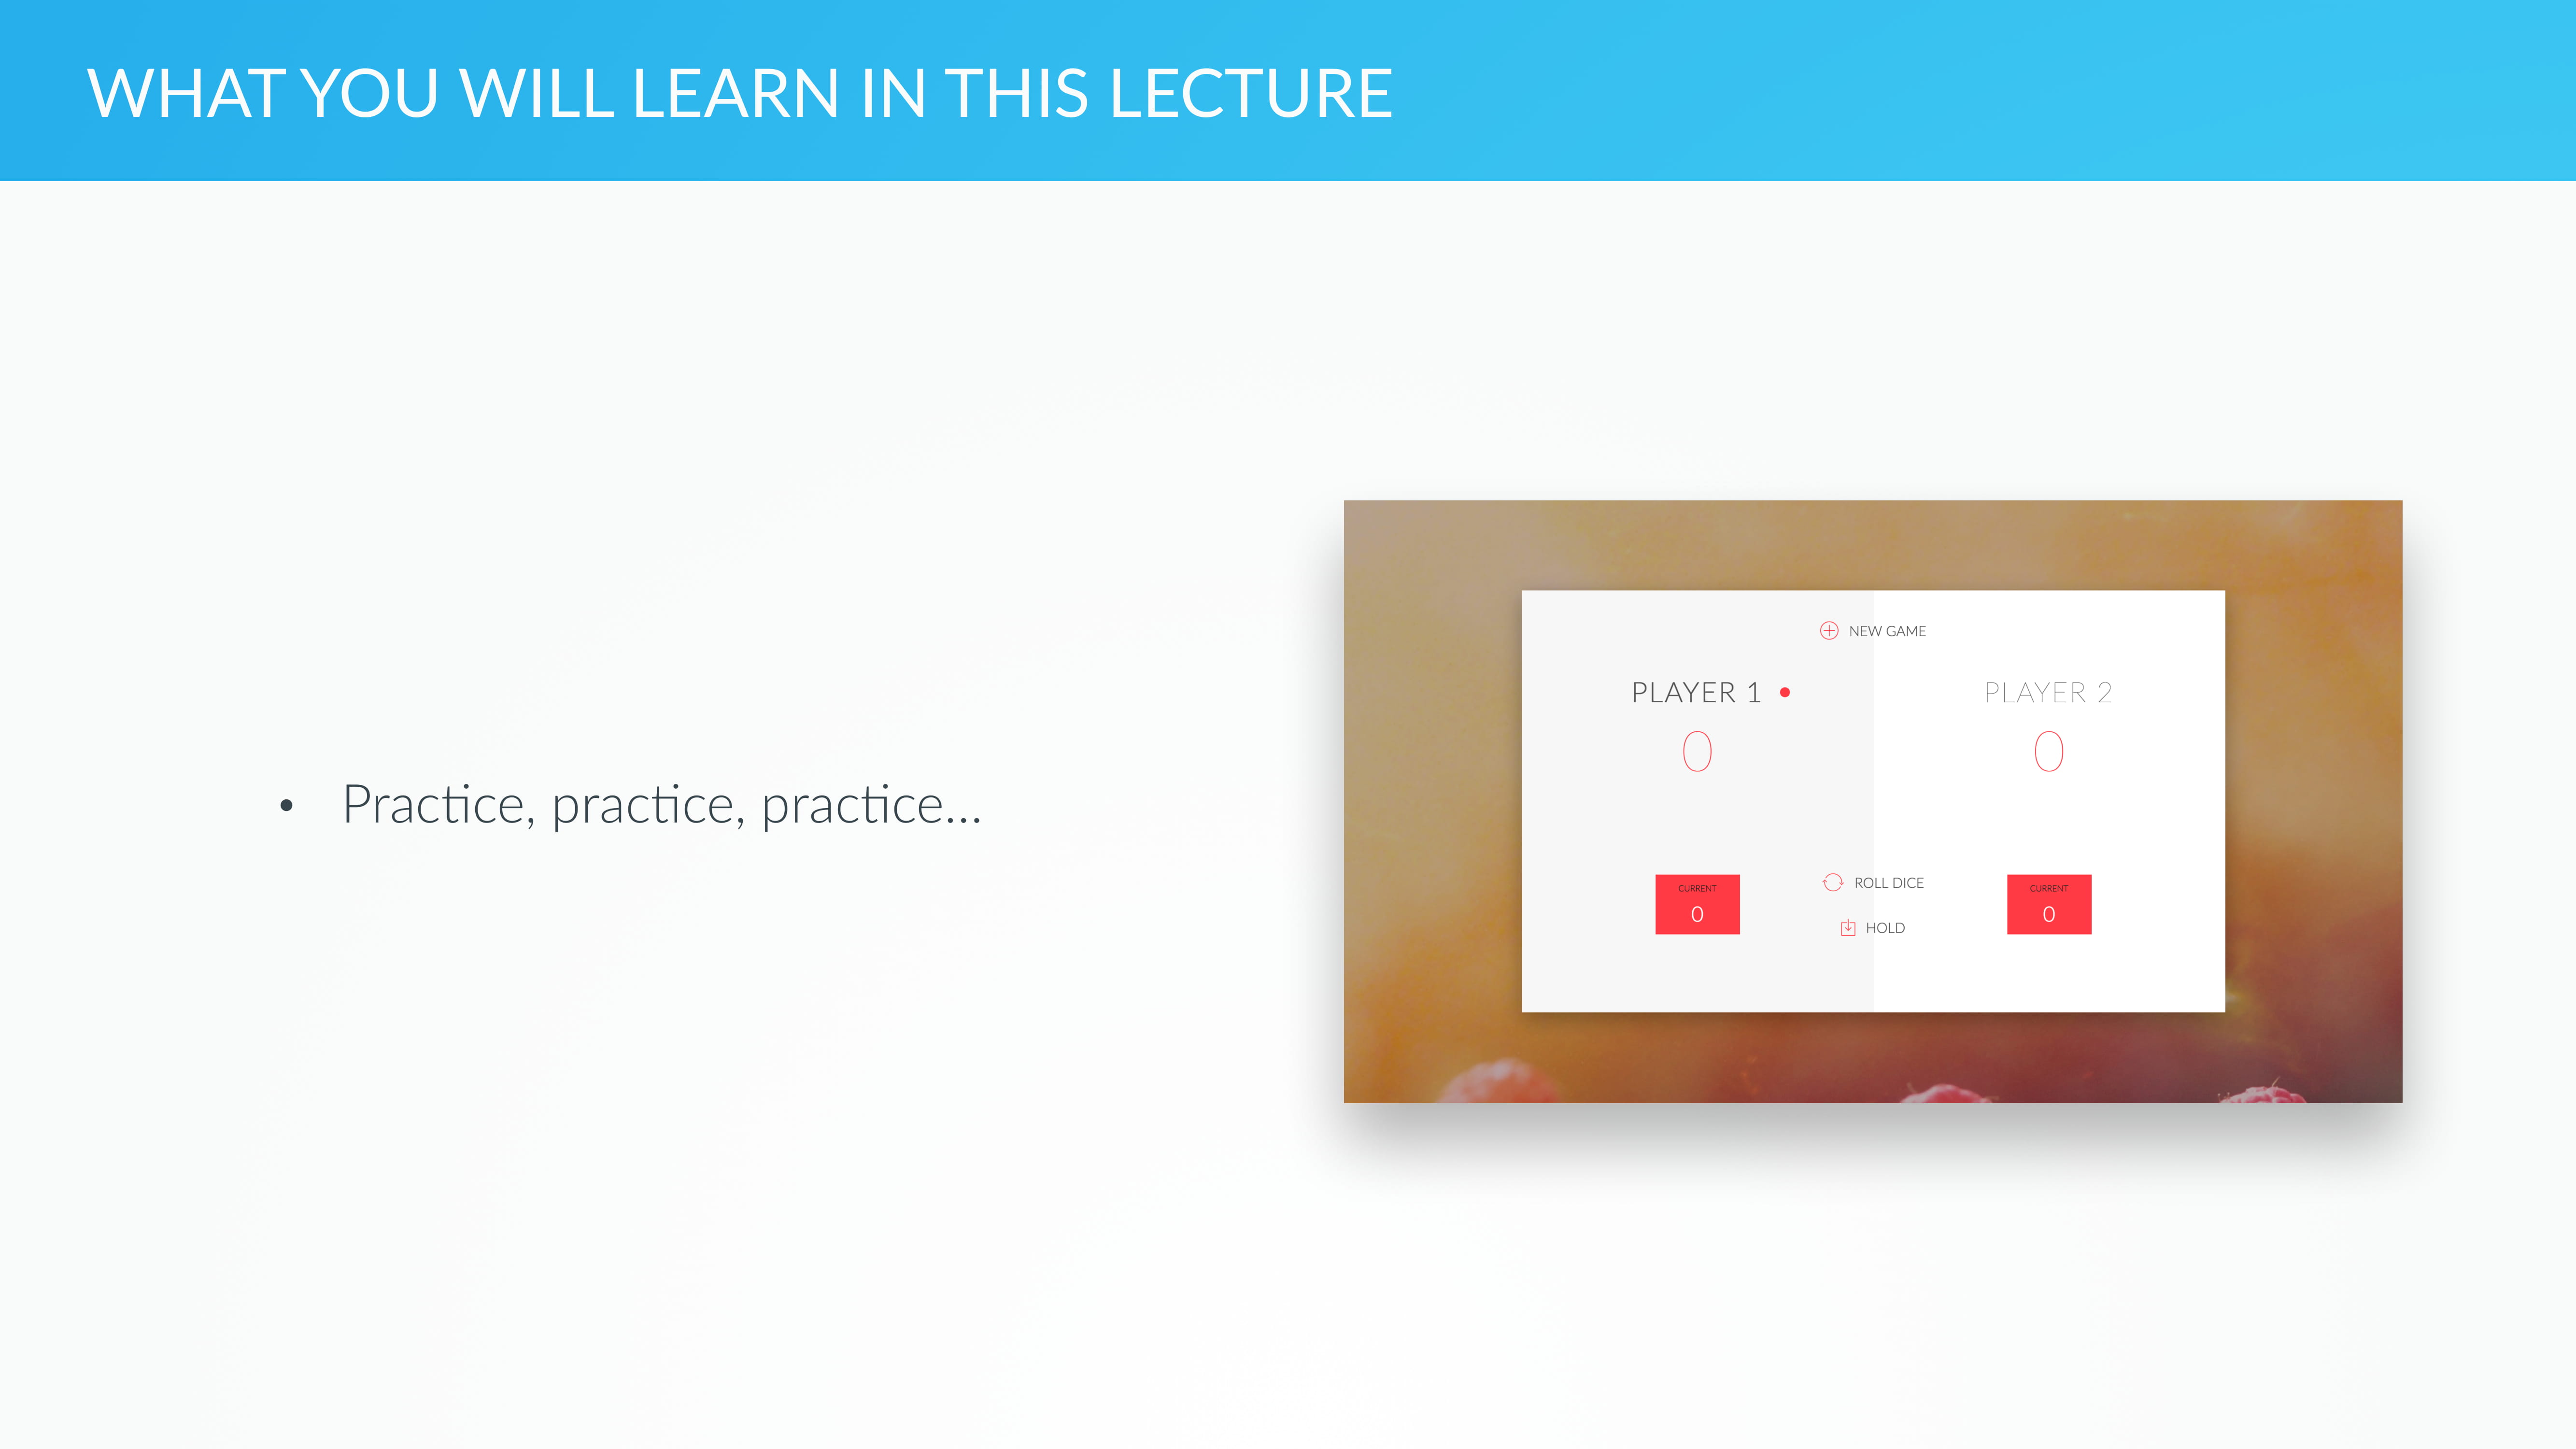 WHAT YOU WILL LEARN IN THIS LECTURE
• Practice, practice, practice…
NEW GAME
PLAYER 1
PLAYER 2
0
0
CURRENT
0
ROLL DICE
HOLD
CURRENT
0